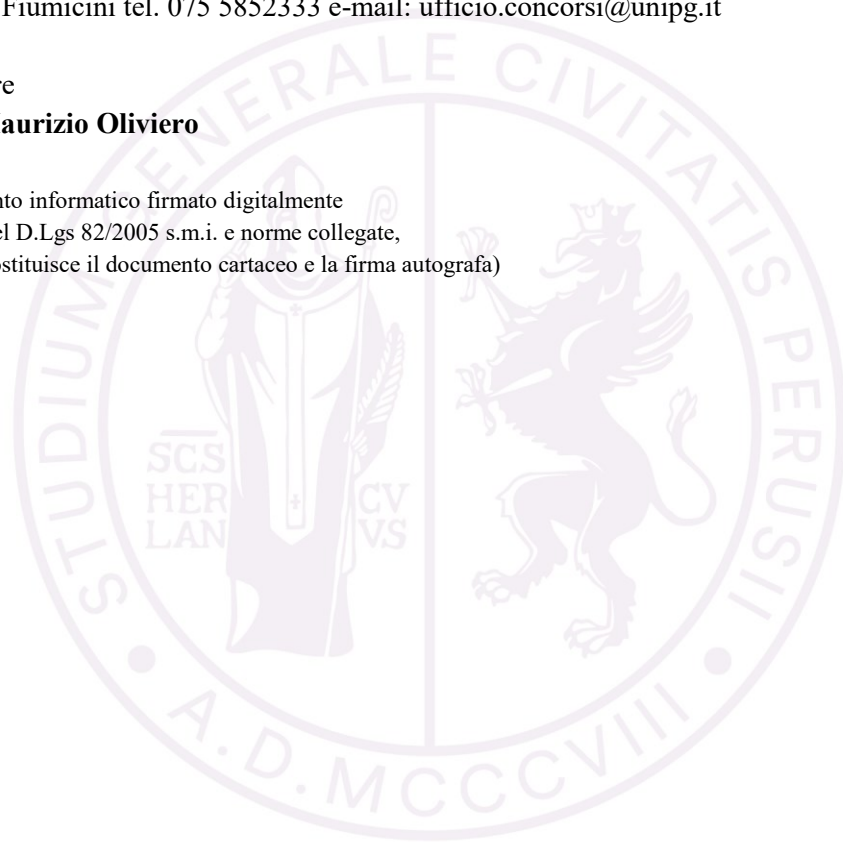 Fiumicini tel. 075 5852333 e-mail: ufficio.concorsi@unipg.it
re
aurizio Oliviero
nto informatico firmato digitalmente
el D.Lgs 82/2005 s.m.i. e norme collegate,
ostituisce il documento cartaceo e la firma autografa)
STUDIUM GENERALE CIVITATIS PERUSII
SCS
HER
LAN
CV
VS
A.D. MCCCVIII